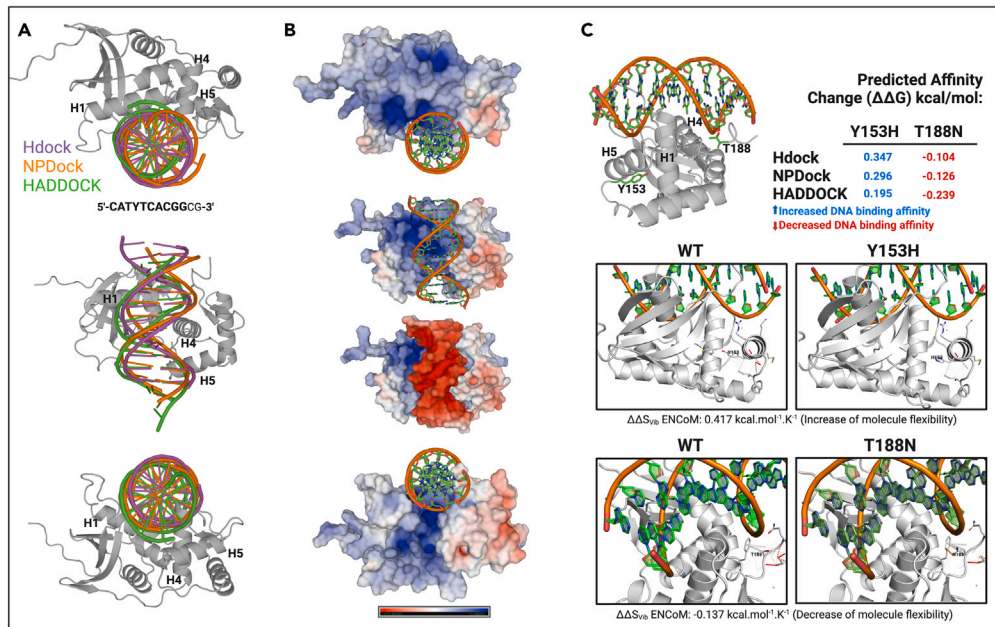 A
H4
H5
H1
Hdock
NPDock
HADDOCK
5'-CATYTCACGGCG-3'
H1
H4
H5
H1
H5
H4
B
C
H4
T188
H5
H1
Y153
Predicted Affinity
Change (ΔΔG) kcal/mol:
Y153H T188N
Hdock 0.347 -0.104
NPDock 0.296 -0.126
HADDOCK 0.195 -0.239
⬆Increased DNA binding affinity
⬇Decreased DNA binding affinity
WT Y153H
Y153
H153
ΔΔSVib ENCoM: 0.417 kcal.mol-1.K-1 (Increase of molecule flexibility)
WT T188N
ΔΔSVib ENCoM: -0.137 kcal.mol-1.K-1 (Decrease of molecule flexibility)